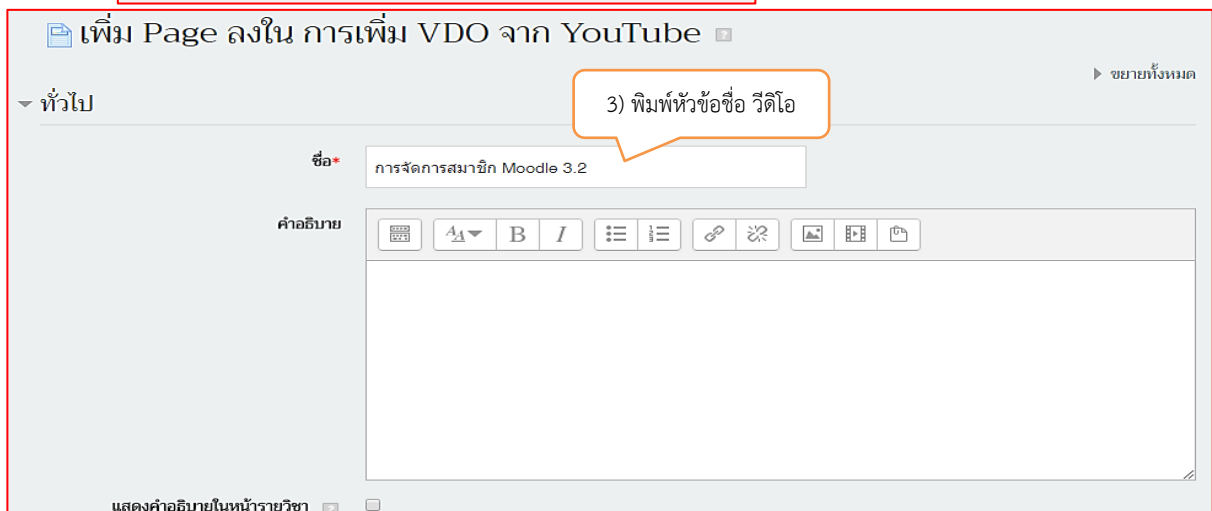 เพิ่ม Page ลงใน การเพิ่ม VDO จาก YouTube
ขยายทั้งหมด
ทั่วไป
3) พิมพ์หัวข้อชื่อ วีดิโอ
ชื่อ*
การจัดการสมาชิก Moodle 3.2
คำอธิบาย
B I
แสดงคำอธิบายในหน้ารายวิชา